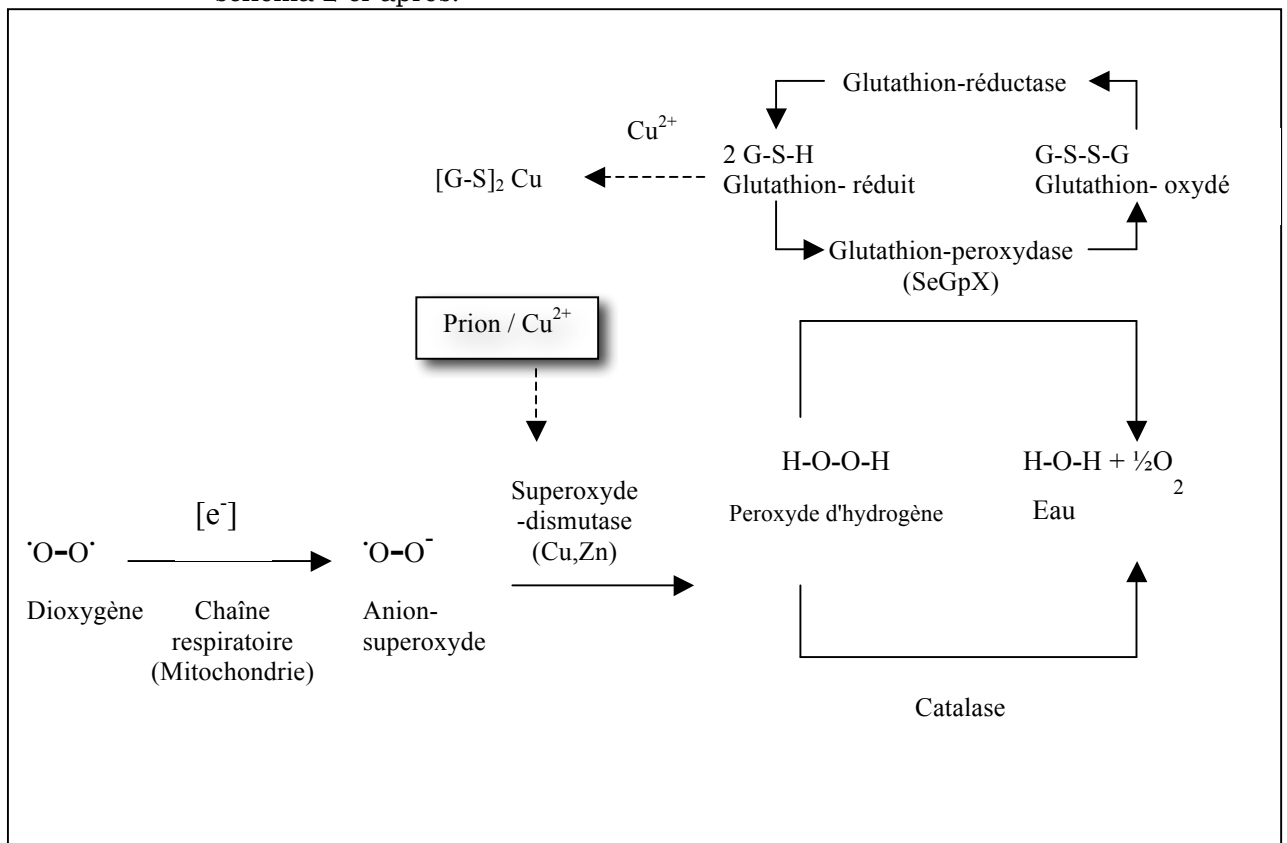 schéma 2 ci-après.
Glutathion-réductase
Cu²⁺
2 G-S-H
G-S-S-G
[G-S]₂ Cu
Glutathion- réduit
Glutathion- oxydé
Glutathion-peroxydase
(SeGpX)
Prion / Cu²⁺
H-O-O-H
H-O-H + ½O₂
Peroxyde d'hydrogène
Eau
Superoxyde
-dismutase
(Cu,Zn)
[e⁻]
˙O-O˙
˙O-O⁻
Dioxygène
Chaîne
respiratoire
(Mitochondrie)
Anion-
superoxyde
Catalase